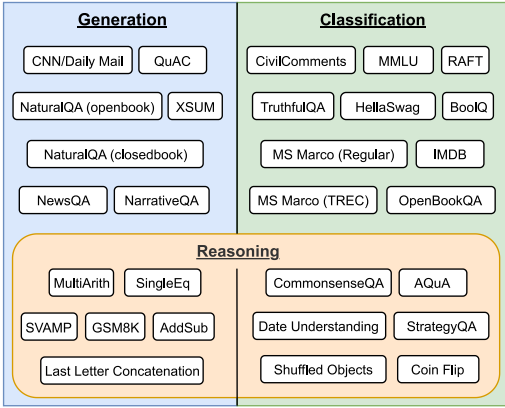 Generation
CNN/Daily Mail QuAC
NaturalQA (openbook) XSUM
NaturalQA (closedbook)
NewsQA NarrativeQA
Classification
CivilComments MMLU RAFT
TruthfulQA HellaSwag BoolQ
MS Marco (Regular) IMDB
MS Marco (TREC) OpenBookQA
Reasoning
MultiArith SingleEq
SVAMP GSM8K AddSub
Last Letter Concatenation
CommonsenseQA AQuA
Date Understanding StrategyQA
Shuffled Objects Coin Flip